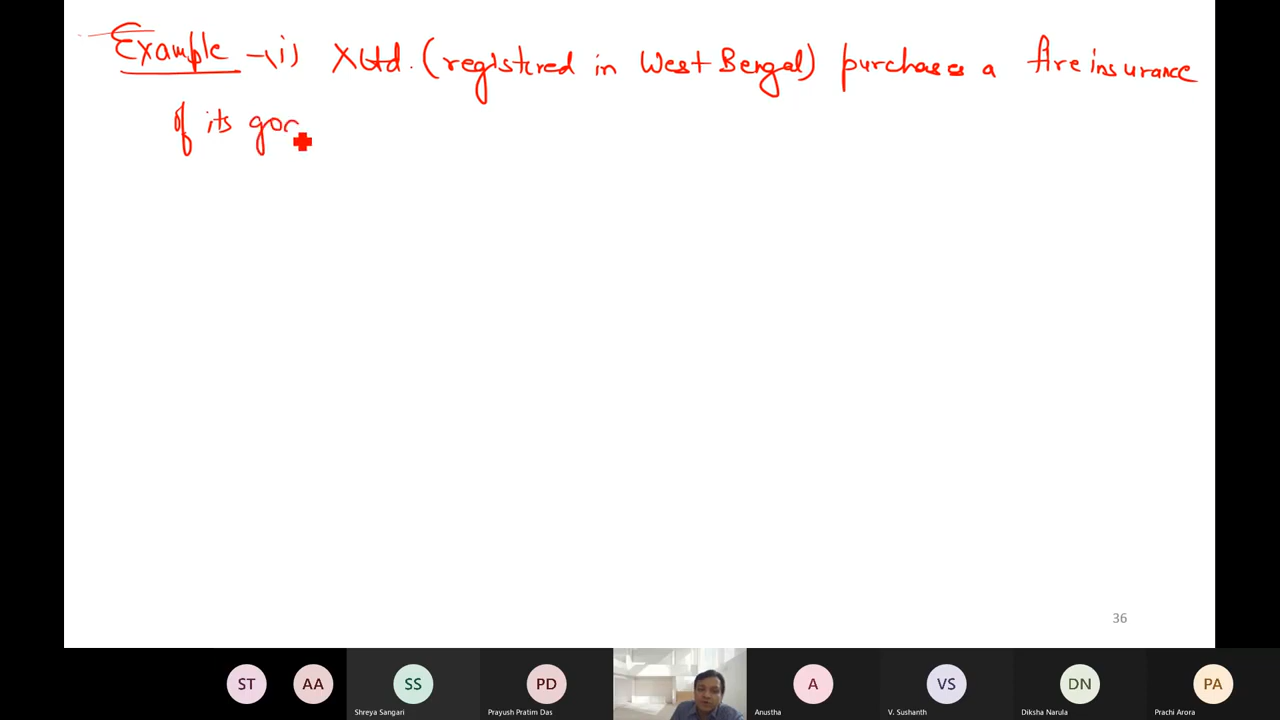 Example -(i) X Ltd. (registered in West Bengal) purchases a fire insurance
of its goo
36
ST AA SS PD A VS DN PA
Shreya Sangari Prayush Pratim Das Anustha V. Sushanth Diksha Narula Prachi Arora